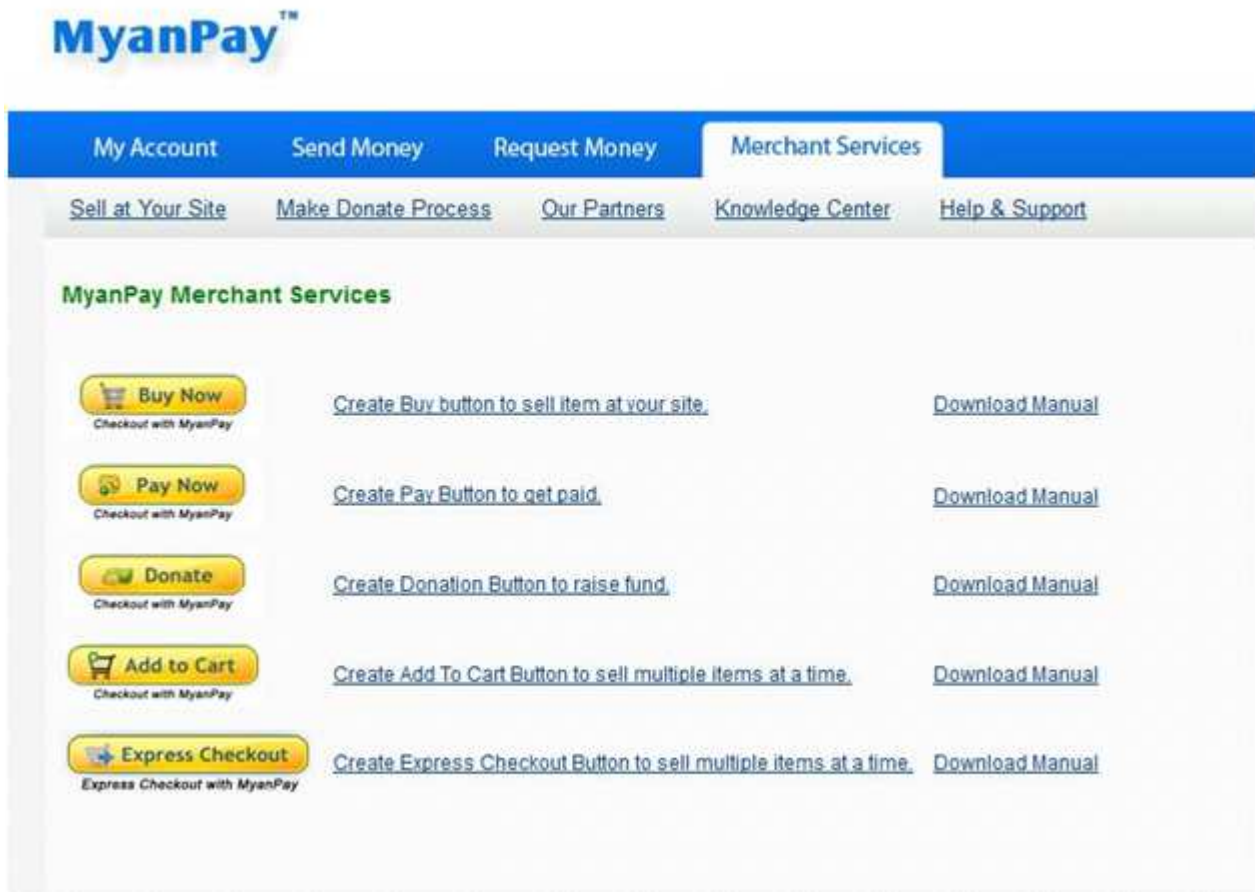 MyanPay™
My Account Send Money Request Money Merchant Services
Sell at Your Site Make Donate Process Our Partners Knowledge Center Help & Support
MyanPay Merchant Services
Buy Now
Checkout with MyanPay
Create Buy button to sell item at your site. Download Manual
Pay Now
Checkout with MyanPay
Create Pay Button to get paid. Download Manual
Donate
Checkout with MyanPay
Create Donation Button to raise fund. Download Manual
Add to Cart
Checkout with MyanPay
Create Add To Cart Button to sell multiple items at a time. Download Manual
Express Checkout
Express Checkout with MyanPay
Create Express Checkout Button to sell multiple items at a time. Download Manual